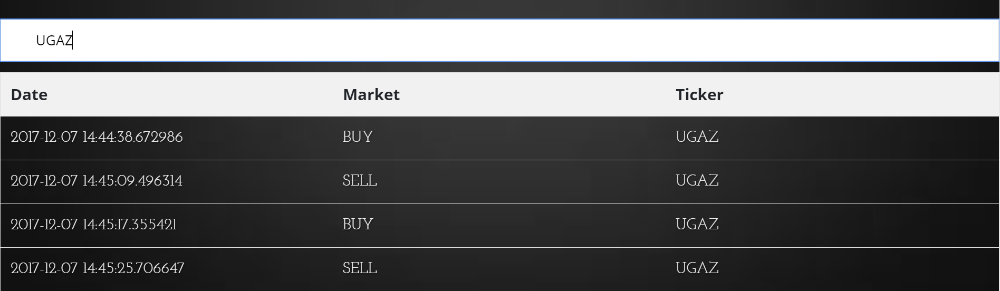 UGAZ
Date Market Ticker
2017-12-07 14:44:38.672986 BUY UGAZ
2017-12-07 14:45:09.496314 SELL UGAZ
2017-12-07 14:45:17.355421 BUY UGAZ
2017-12-07 14:45:25.706647 SELL UGAZ